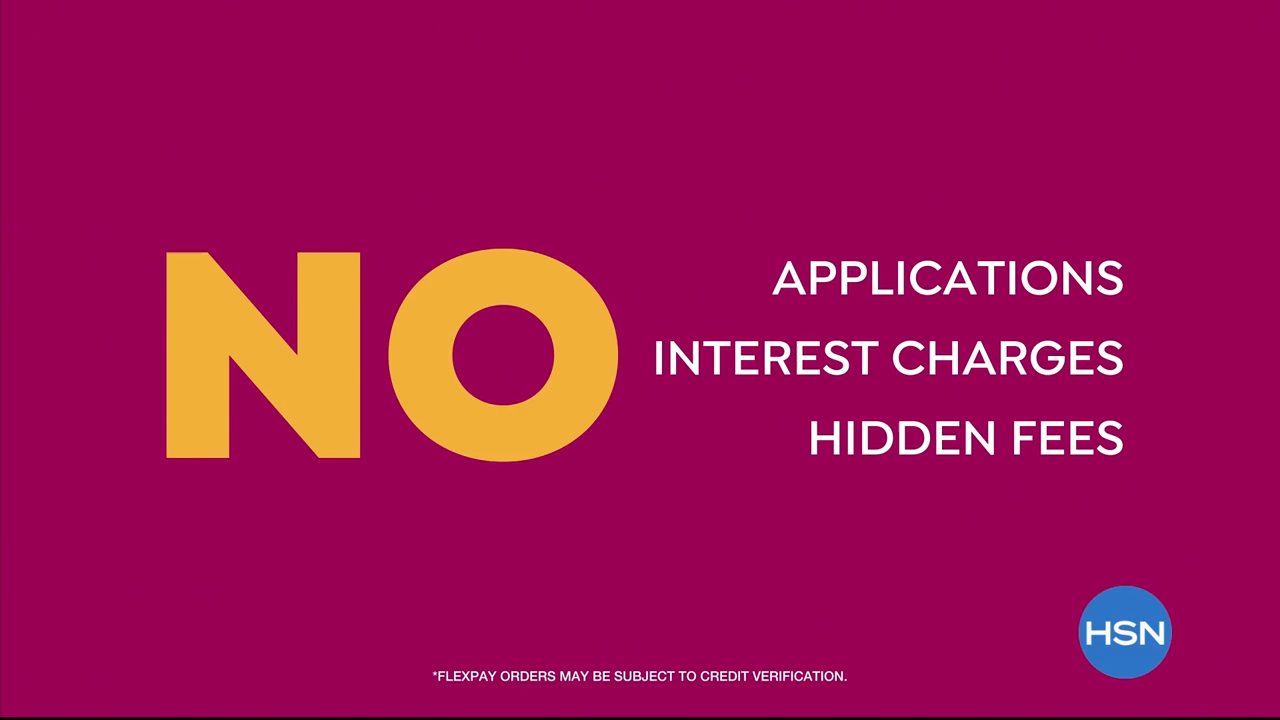 NO
APPLICATIONS
INTEREST CHARGES
HIDDEN FEES
HSN
*FLEXPAY ORDERS MAY BE SUBJECT TO CREDIT VERIFICATION.